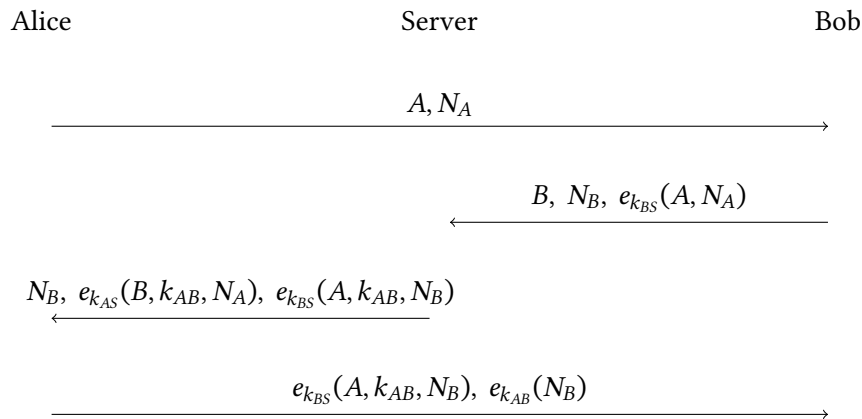 Alice Server Bob
A, N_A
B, N_B, e_{k_{BS}}(A, N_A)
N_B, e_{k_{AS}}(B, k_{AB}, N_A), e_{k_{BS}}(A, k_{AB}, N_B)
e_{k_{BS}}(A, k_{AB}, N_B), e_{k_{AB}}(N_B)